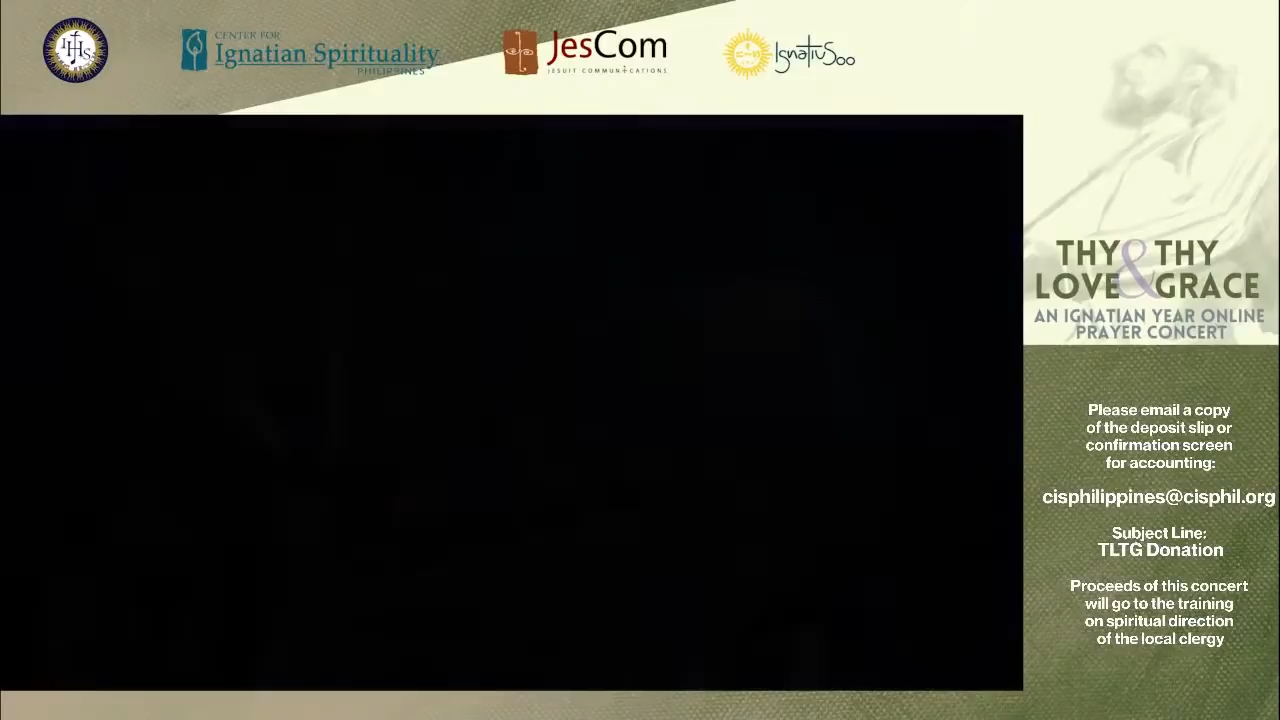 IHS
CENTER FOR
Ignatian Spirituality
PHILIPPINES
JesCom
JESUIT COMMUNICATIONS
IgnatiUS500
THY & THY
LOVE GRACE
AN IGNATIAN YEAR ONLINE
PRAYER CONCERT
Please email a copy
of the deposit slip or
confirmation screen
for accounting:
cisphilippines@cisphil.org
Subject Line:
TLTG Donation
Proceeds of this concert
will go to the training
on spiritual direction
of the local clergy